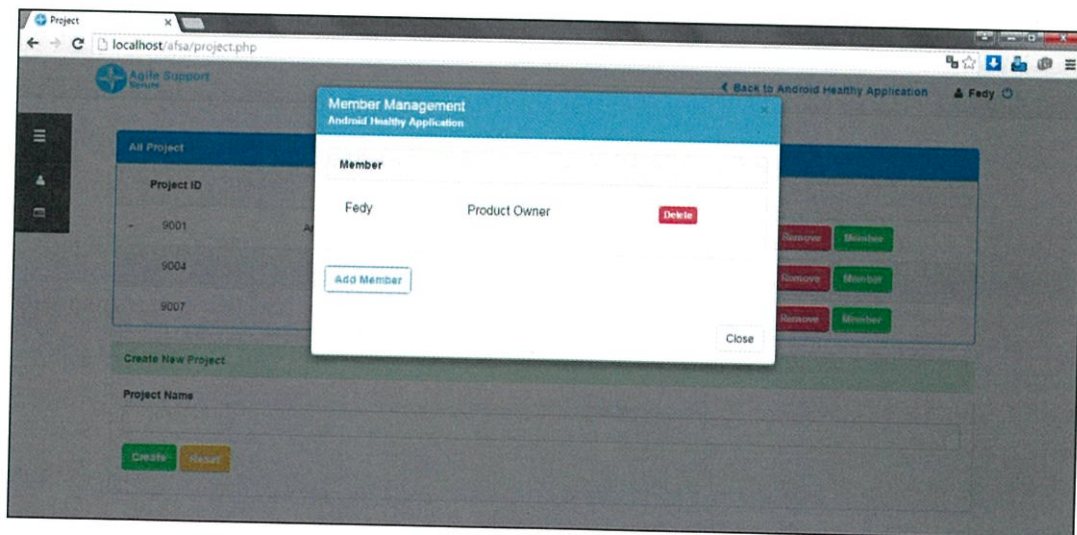 Project
localhost/afsa/project.php
Agile Support
Scrum
Back to Android Healthy Application
Fedy
Member Management
Android Healthy Application
×
All Project
Member
Project ID
Fedy Product Owner Delete
9001 Remove Member
9004 Remove Member
Add Member
9007 Remove Member
Close
Create New Project
Project Name
Create Reset